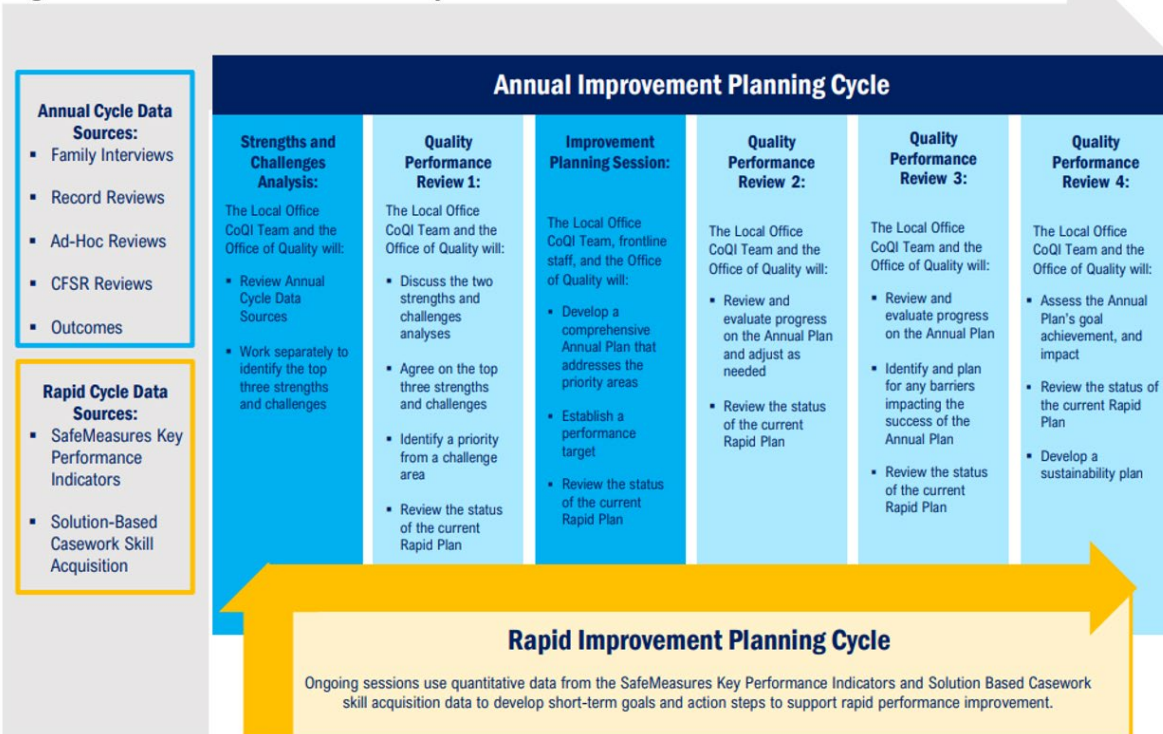 Annual Cycle Data
Sources:
▪ Family Interviews
▪ Record Reviews
▪ Ad-Hoc Reviews
▪ CFSR Reviews
▪ Outcomes
Rapid Cycle Data
Sources:
▪ SafeMeasures Key
Performance
Indicators
▪ Solution-Based
Casework Skill
Acquisition
Annual Improvement Planning Cycle
Strengths and
Challenges
Analysis:
The Local Office
CoQI Team and the
Office of Quality will:
▪ Review Annual
Cycle Data
Sources
▪ Work separately to
identify the top
three strengths
and challenges
Quality
Performance
Review 1:
The Local Office
CoQI Team and the
Office of Quality will:
▪ Discuss the two
strengths and
challenges
analyses
▪ Agree on the top
three strengths
and challenges
▪ Identify a priority
from a challenge
area
▪ Review the status
of the current
Rapid Plan
Improvement
Planning Session:
The Local Office
CoQI Team, frontline
staff, and the Office
of Quality will:
▪ Develop a
comprehensive
Annual Plan that
addresses the
priority areas
▪ Establish a
performance
target
▪ Review the status
of the current
Rapid Plan
Quality
Performance
Review 2:
The Local Office
CoQI Team and the
Office of Quality will:
▪ Review and
evaluate progress
on the Annual Plan
and adjust as
needed
▪ Review the status
of the current
Rapid Plan
Quality
Performance
Review 3:
The Local Office
CoQI Team and the
Office of Quality will:
▪ Review and
evaluate progress
on the Annual Plan
▪ Identify and plan
for any barriers
impacting the
success of the
Annual Plan
▪ Review the status
of the current
Rapid Plan
Quality
Performance
Review 4:
The Local Office
CoQI Team and the
Office of Quality will:
▪ Assess the Annual
Plan's goal
achievement, and
impact
▪ Review the status of
the current Rapid
Plan
▪ Develop a
sustainability plan
Rapid Improvement Planning Cycle
Ongoing sessions use quantitative data from the SafeMeasures Key Performance Indicators and Solution Based Casework
skill acquisition data to develop short-term goals and action steps to support rapid performance improvement.